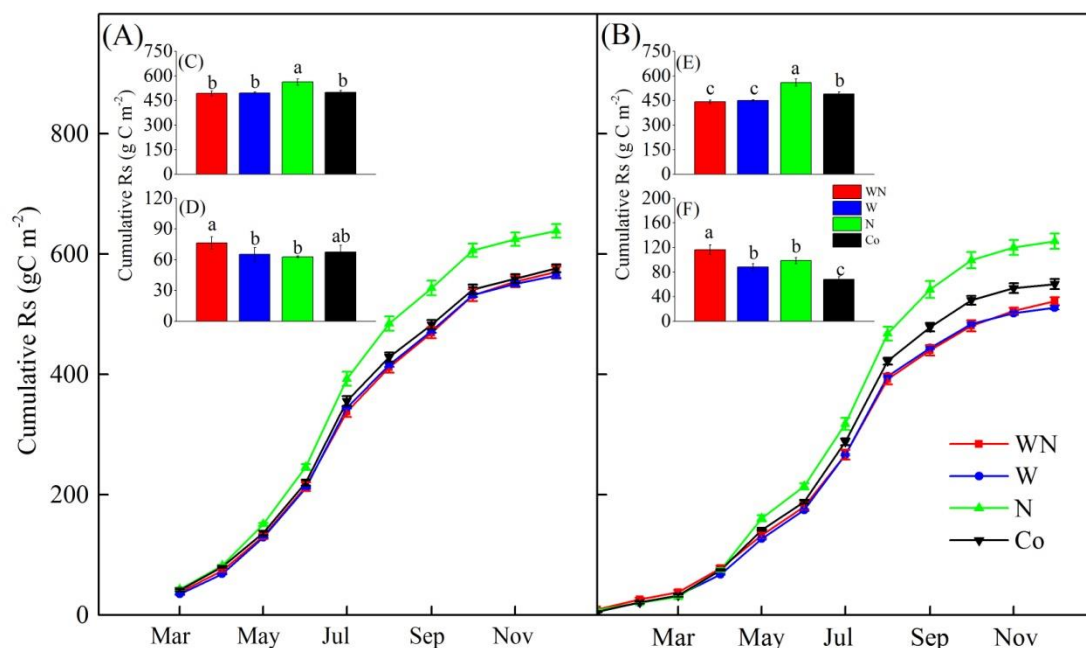 (A)
(B)
Cumulative Rs (gC m⁻²)
800
600
400
200
0
(C)
Cumulative Rs (g C m⁻²)
750
600
450
300
150
0
b b a b
(D)
120
90
60
30
0
a b b ab
(E)
Cumulative Rs (g C m⁻²)
750
600
450
300
150
0
c c a b
(F)
200
160
120
80
40
0
a b b c
WN
W
N
Co
WN
W
N
Co
Mar May Jul Sep Nov
Mar May Jul Sep Nov